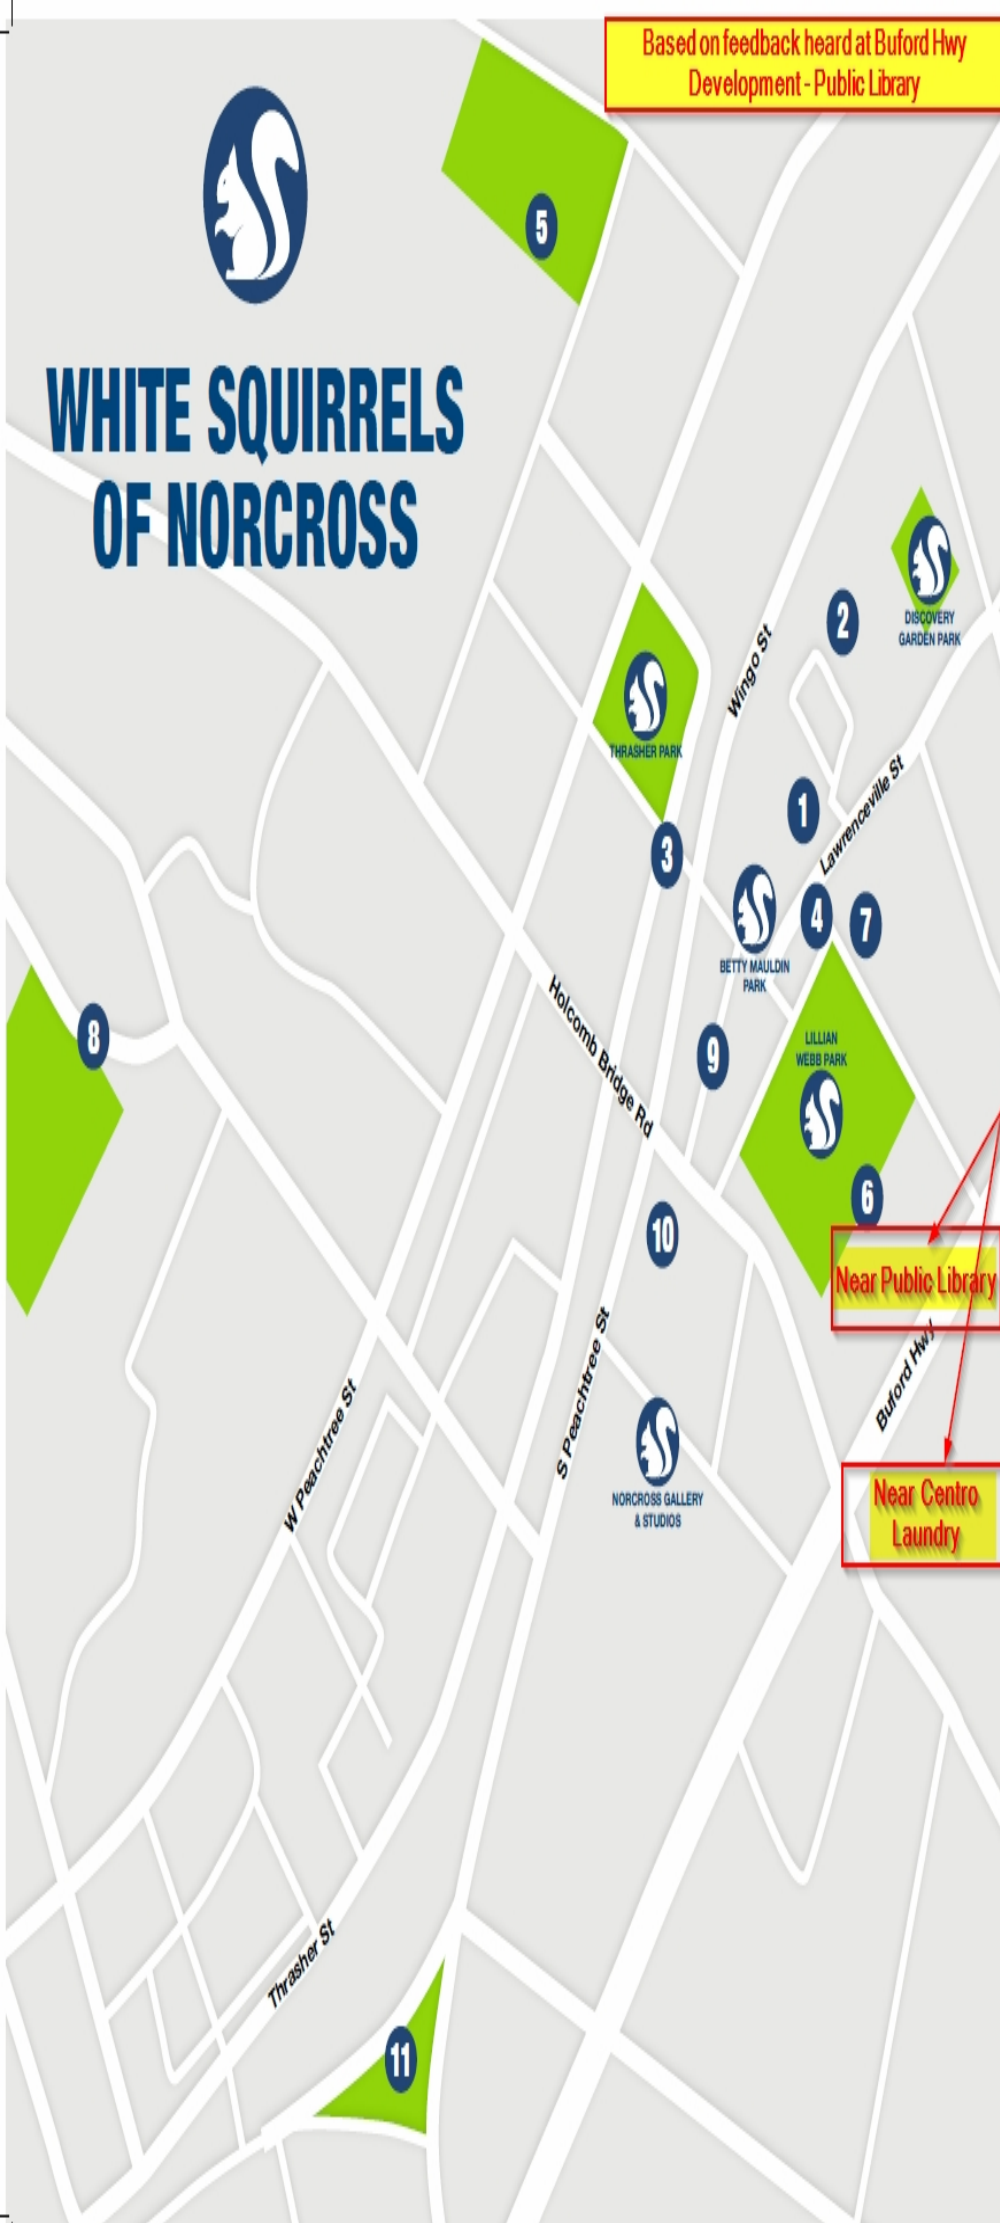 Based on feedback heard at Buford Hwy
Development - Public Library
WHITE SQUIRRELS
OF NORCROSS
5
2
DISCOVERY
GARDEN PARK
Wingo St
THRASHER PARK
1
Lawrenceville St
3
4
7
BETTY MAULDIN
PARK
8
Holcomb Bridge Rd
9
LILLIAN
WEBB PARK
6
10
Near Public Library
Buford Hwy
S Peachtree St
W Peachtree St
NORCROSS GALLERY
& STUDIOS
Near Centro
Laundry
Thrasher St
11